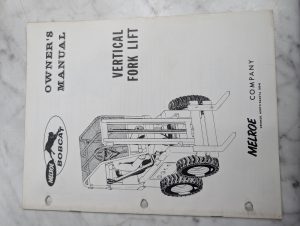 OWNER'S
MANUAL
MELROE
BOBCAT
VERTICAL
FORK LIFT
MELROE
COMPANY